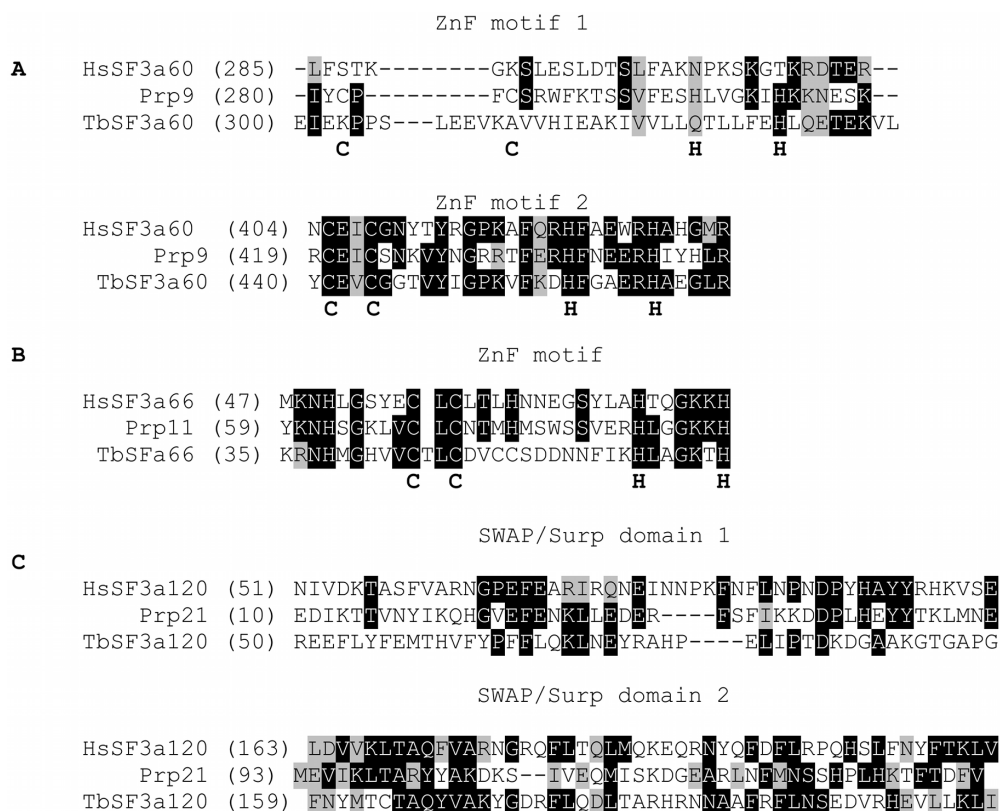 ZnF motif 1
A HsSF3a60 (285) -LFSTK--------GKSLESLDTSLFAKNPKSKGTKRDTER--
Prp9 (280) -IYCP---------FCSRWFKTSSVFESHLVGKIHKKNESK--
TbSF3a60 (300) EIEKPPS---LEEVKAVVHIEAKIVVLLQTLLFEHLQETEKVL
C C H H
ZnF motif 2
HsSF3a60 (404) NCEICGNYTYRGPKAFQRHFAEWRHAHGMR
Prp9 (419) RCEICSNKVYNGRRTFERHFNEERHIYHLR
TbSF3a60 (440) YCEVCGGTVYIGPKVFKDHFGAERHAEGLR
C C H H
B ZnF motif
HsSF3a66 (47) MKNHLGSYEC LCLTLHNNEGSYLAHTQGKKH
Prp11 (59) YKNHSGKLVC LCNTMHMSWSSVERHLGGKKH
TbSFa66 (35) KRNHMGHVVCTLCDVCCSDDNNFIKHLAGKTH
C C H H
SWAP/Surp domain 1
C
HsSF3a120 (51) NIVDKTASFVARNGPEFEARIRQNEINNPKFNFLNPNDPYHAYYRHKVSE
Prp21 (10) EDIKTTVNYIKQHGVEFENKLLEDER----FSFIKKDDPLHEYYTKLMNE
TbSF3a120 (50) REEFLYFEMTHVFYPFFLQKLNEYRAHP----ELIPTDKDGAAKGTGAPG
SWAP/Surp domain 2
HsSF3a120 (163) LDVVKLTAQFVARNGRQFLTQLMQKEQRNYQFDFLRPQHSLFNYFTKLV
Prp21 (93) MEVIKLTARYYAKDKS--IVEQMISKDGEARLNFMNSSHPLHKTFTDFV
TbSF3a120 (159) FNYMTCTAQYVAKYGDRFLQDLTARHRNNAAFRFLNSEDVRHEVLLKLI